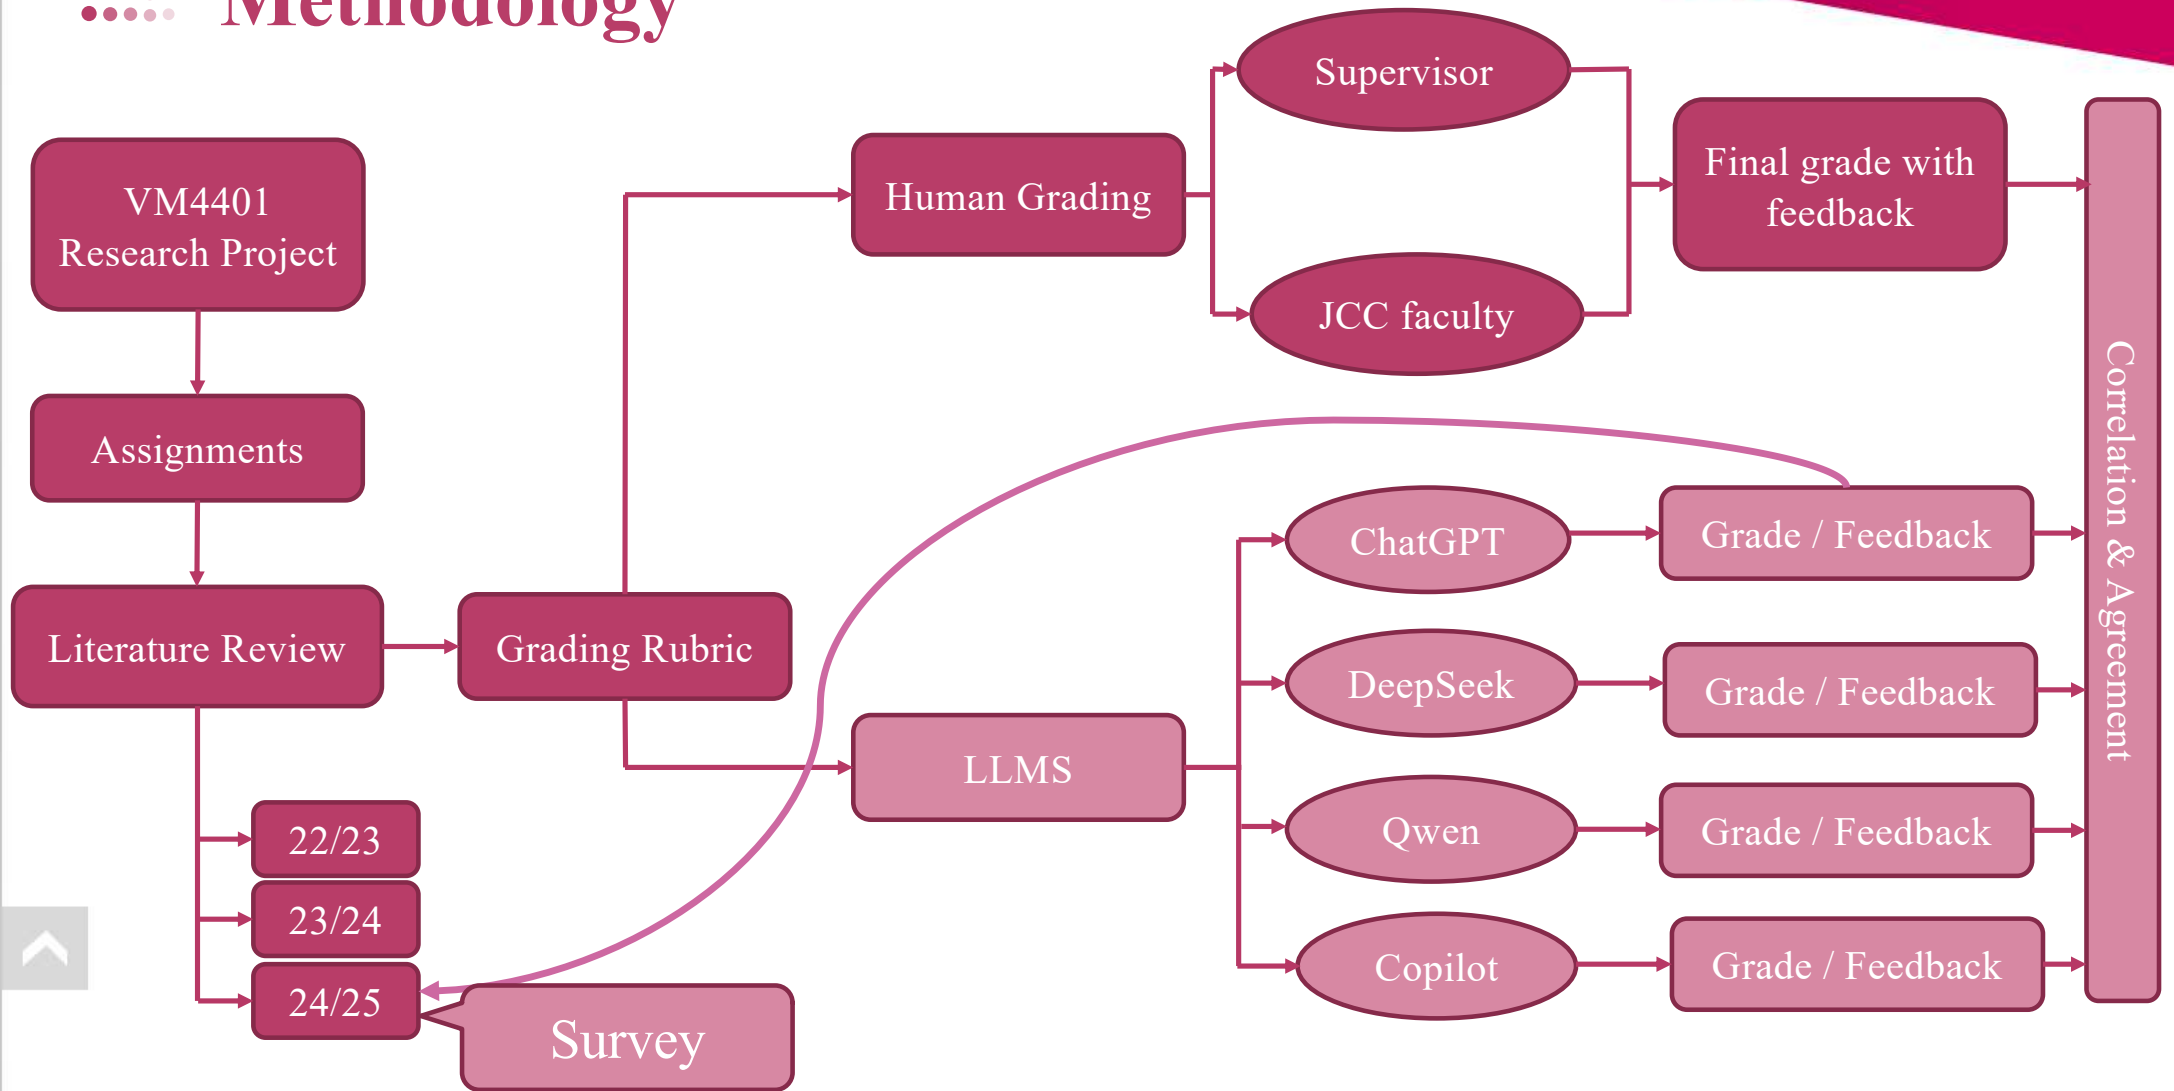 Methodology
VM4401
Research Project
Assignments
Literature Review
22/23
23/24
24/25
Survey
Grading Rubric
Human Grading
Supervisor
JCC faculty
Final grade with
feedback
LLMS
ChatGPT
Grade / Feedback
DeepSeek
Grade / Feedback
Qwen
Grade / Feedback
Copilot
Grade / Feedback
Correlation & Agreement